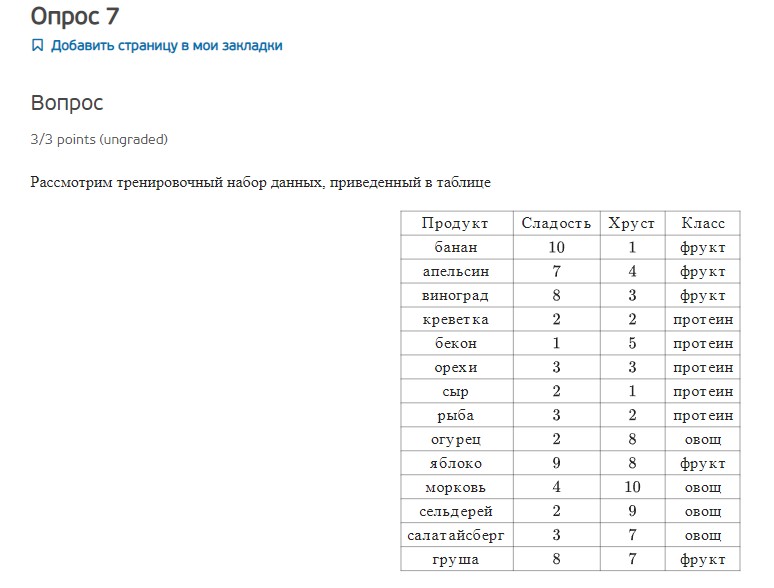 Опрос 7
Добавить страницу в мои закладки
Вопрос
3/3 points (ungraded)
Рассмотрим тренировочный набор данных, приведенный в таблице
Продукт Сладость Хруст Класс
банан 10 1 фрукт
апельсин 7 4 фрукт
виноград 8 3 фрукт
креветка 2 2 протеин
бекон 1 5 протеин
орехи 3 3 протеин
сыр 2 1 протеин
рыба 3 2 протеин
огурец 2 8 овощ
яблоко 9 8 фрукт
морковь 4 10 овощ
сельдерей 2 9 овощ
салатайсберг 3 7 овощ
груша 8 7 фрукт